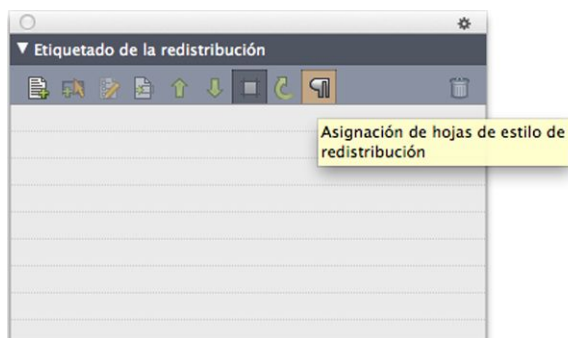 Etiquetado de la redistribución
Asignación de hojas de estilo de
redistribución